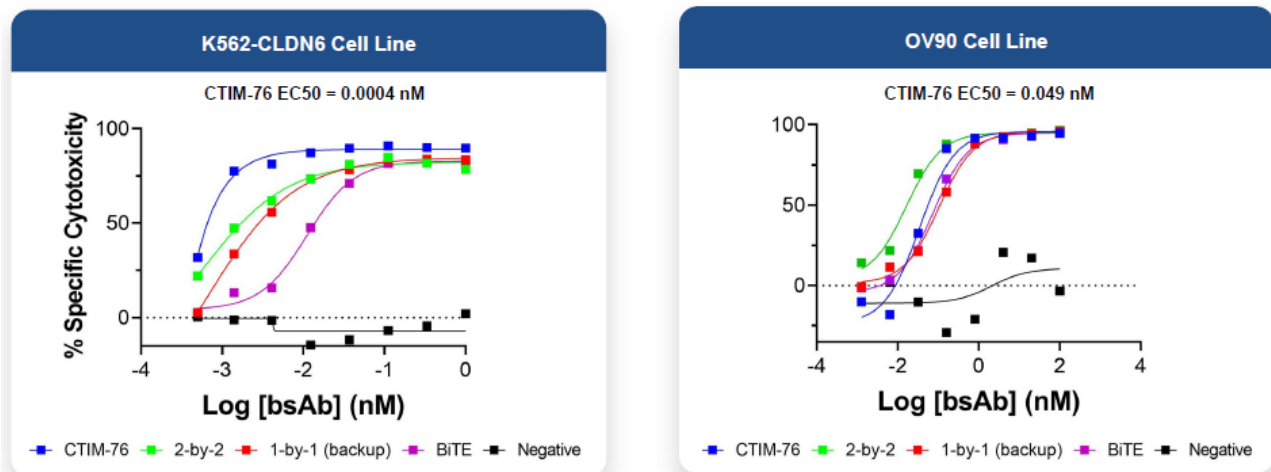 K562-CLDN6 Cell Line
CTIM-76 EC50 = 0.0004 nM
% Specific Cytotoxicity
100
50
0
-4
-3
-2
-1
0
Log [bsAb] (nM)
CTIM-76
2-by-2
1-by-1 (backup)
BiTE
Negative
OV90 Cell Line
CTIM-76 EC50 = 0.049 nM
100
50
0
-4
-2
0
2
4
Log [bsAb] (nM)
CTIM-76
2-by-2
1-by-1 (backup)
BiTE
Negative